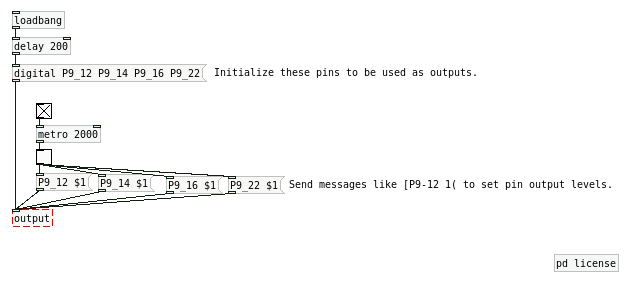 loadbang
delay 200
digital P9_12 P9_14 P9_16 P9_22 Initialize these pins to be used as outputs.
metro 2000
P9_12 $1 P9_14 $1 P9_16 $1 P9_22 $1 Send messages like [P9-12 1( to set pin output levels.
output
pd license